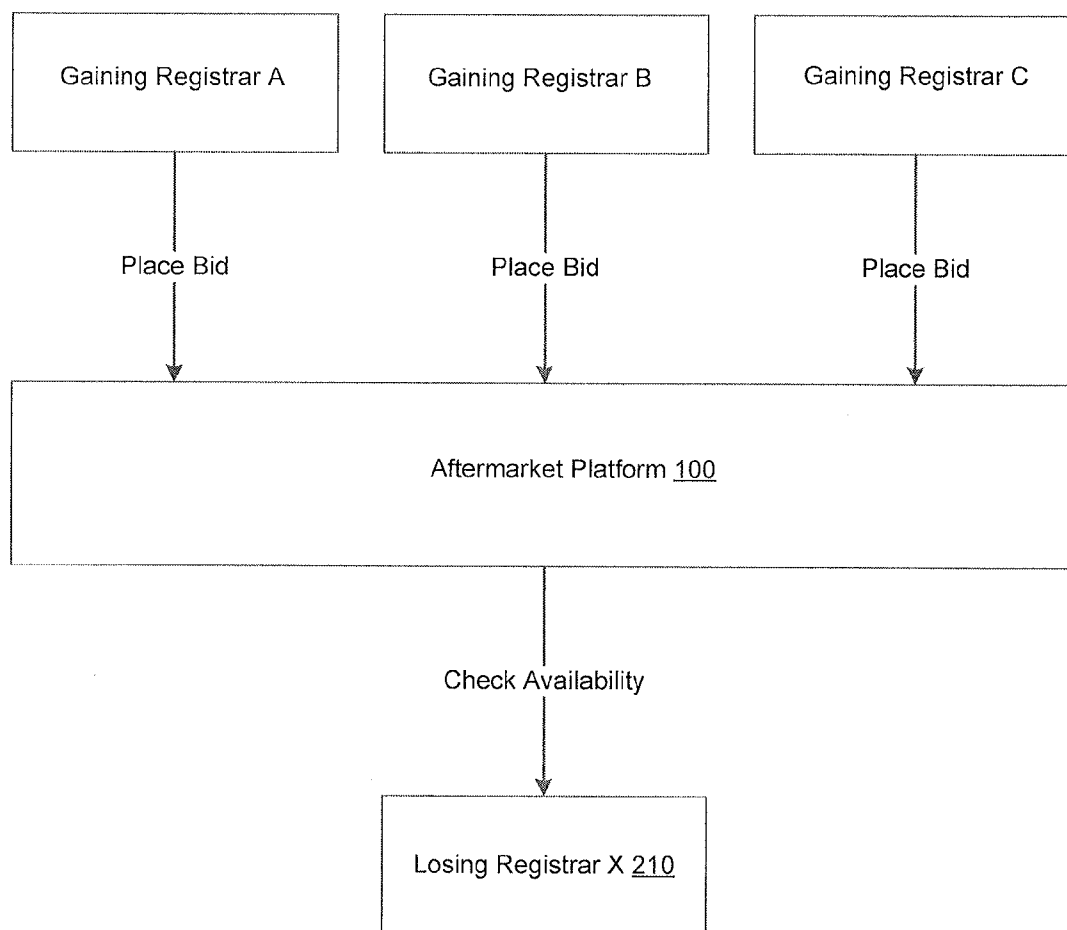 Gaining Registrar A
Gaining Registrar B
Gaining Registrar C
Place Bid
Place Bid
Place Bid
Aftermarket Platform 100
Check Availability
Losing Registrar X 210